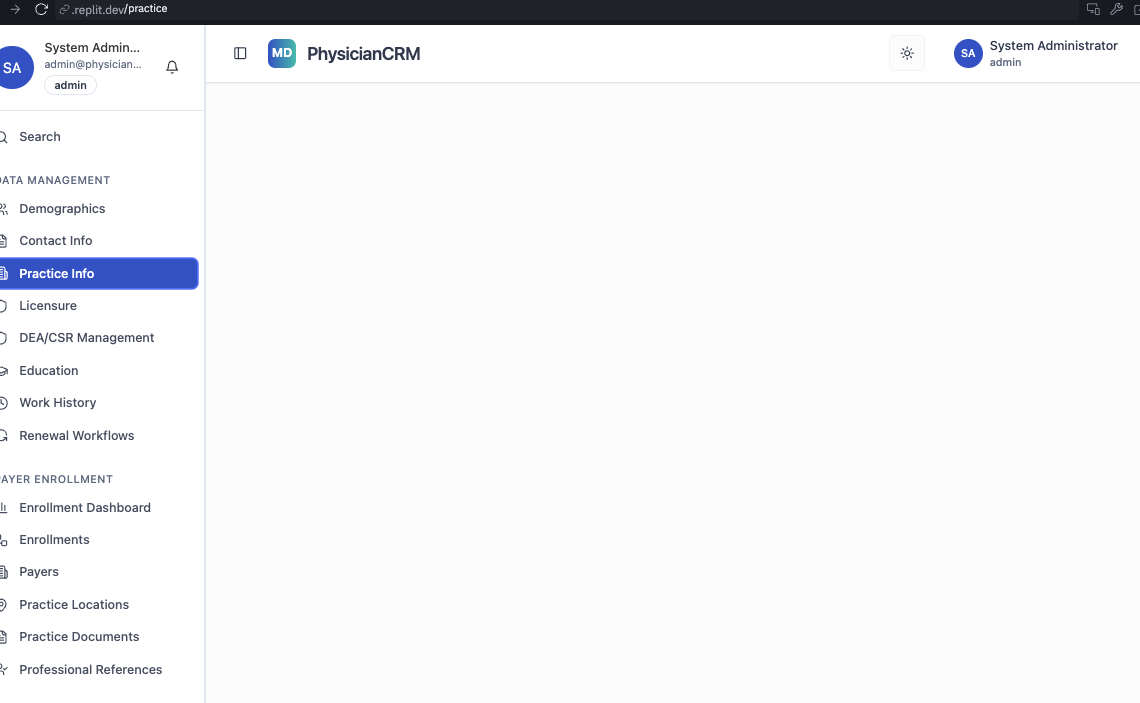 .replit.dev/practice
SA
System Admin...
admin@physician...
admin
MD
PhysicianCRM
SA
System Administrator
admin
Search
DATA MANAGEMENT
Demographics
Contact Info
Practice Info
Licensure
DEA/CSR Management
Education
Work History
Renewal Workflows
PAYER ENROLLMENT
Enrollment Dashboard
Enrollments
Payers
Practice Locations
Practice Documents
Professional References